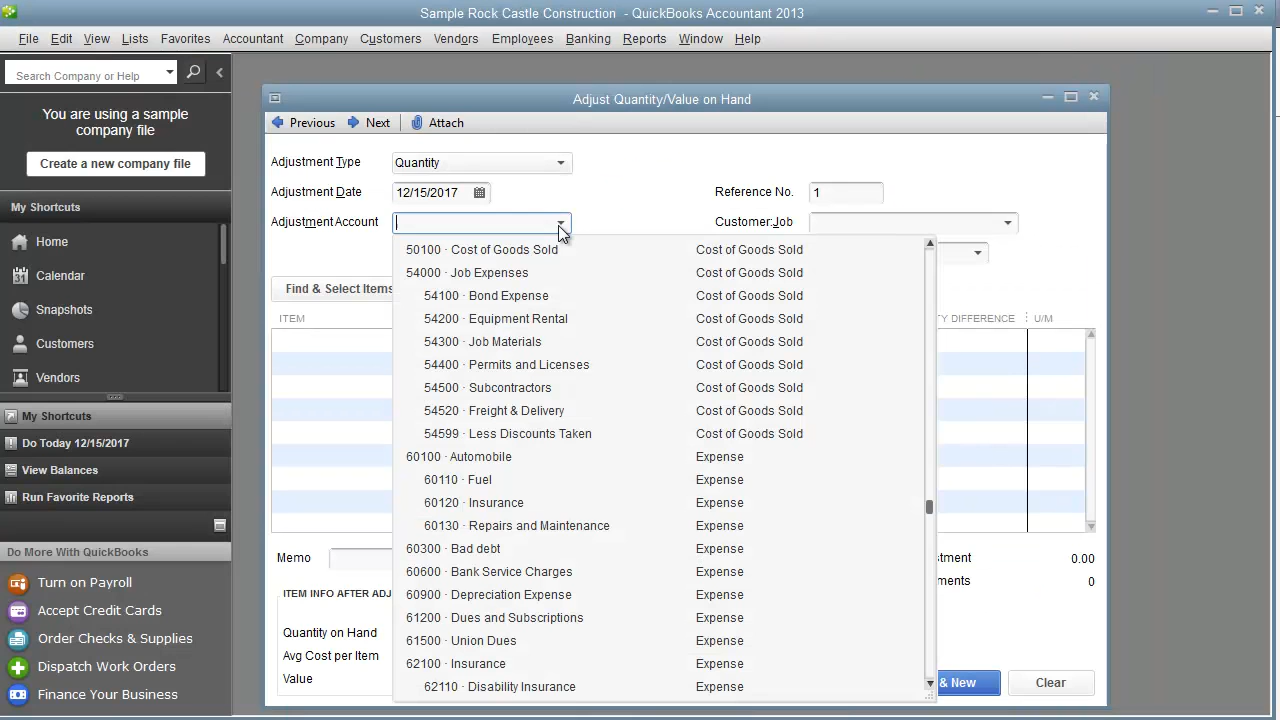 Sample Rock Castle Construction - QuickBooks Accountant 2013
File Edit View Lists Favorites Accountant Company Customers Vendors Employees Banking Reports Window Help
Search Company or Help
You are using a sample
company file
Create a new company file
My Shortcuts
Home
Calendar
Snapshots
Customers
Vendors
My Shortcuts
Do Today 12/15/2017
View Balances
Run Favorite Reports
Do More With QuickBooks
Turn on Payroll
Accept Credit Cards
Order Checks & Supplies
Dispatch Work Orders
Finance Your Business
Adjust Quantity/Value on Hand
Previous Next Attach
Adjustment Type Quantity
Adjustment Date 12/15/2017 Reference No. 1
Adjustment Account Customer:Job
Find & Select Items
ITEM U/M
50100 · Cost of Goods Sold Cost of Goods Sold
54000 · Job Expenses Cost of Goods Sold
54100 · Bond Expense Cost of Goods Sold
54200 · Equipment Rental Cost of Goods Sold
54300 · Job Materials Cost of Goods Sold
54400 · Permits and Licenses Cost of Goods Sold
54500 · Subcontractors Cost of Goods Sold
54520 · Freight & Delivery Cost of Goods Sold
54599 · Less Discounts Taken Cost of Goods Sold
60100 · Automobile Expense
60110 · Fuel Expense
60120 · Insurance Expense
60130 · Repairs and Maintenance Expense
60300 · Bad debt Expense
60600 · Bank Service Charges Expense
60900 · Depreciation Expense Expense
61200 · Dues and Subscriptions Expense
61500 · Union Dues Expense
62100 · Insurance Expense
62110 · Disability Insurance Expense
Y DIFFERENCE
Memo
stment 0.00
ments 0
ITEM INFO AFTER ADJ
Quantity on Hand
Avg Cost per Item
Value
& New Clear